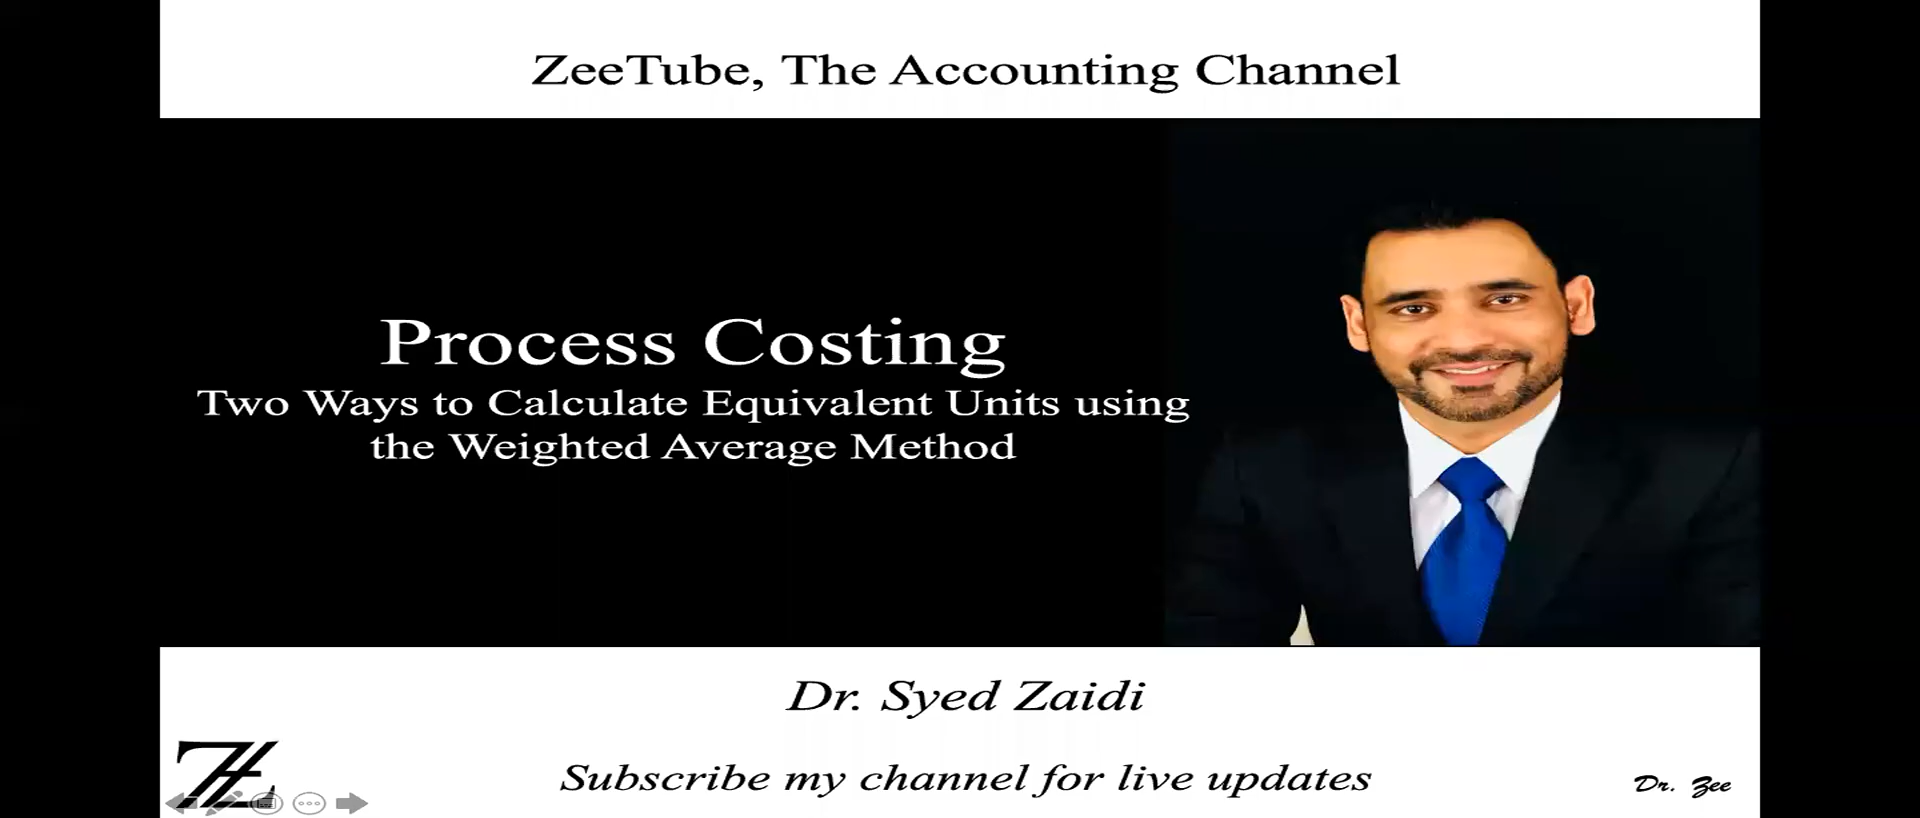 ZeeTube, The Accounting Channel
Process Costing
Two Ways to Calculate Equivalent Units using
the Weighted Average Method
Dr. Syed Zaidi
Subscribe my channel for live updates
Dr. Zee